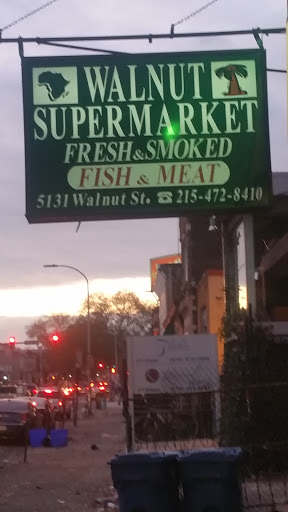 WALNUT
SUPERMARKET
FRESH & SMOKED
FISH & MEAT
5131 Walnut St. ☎ 215-472-8410